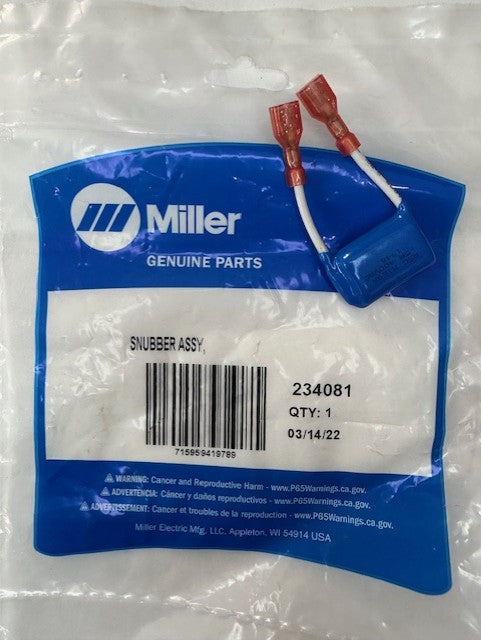 Miller
GENUINE PARTS
SNUBBER ASSY,
234081
QTY: 1
03/14/22
715959419789
WARNING: Cancer and Reproductive Harm - www.P65Warnings.ca.gov.
ADVERTENCIA: Cáncer y daños reproductivos - www.P65Warnings.ca.gov.
ADVERTISSEMENT: Cancer et troubles de la reproduction - www.P65Warnings.ca.gov.
Miller Electric Mfg. LLC. Appleton, WI 54914 USA